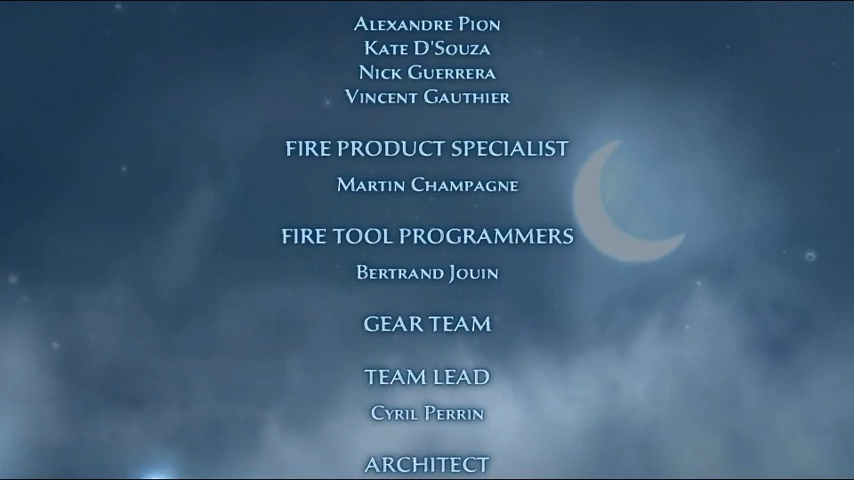 Alexandre Pion
Kate D'Souza
Nick Guerrera
Vincent Gauthier
FIRE PRODUCT SPECIALIST
Martin Champagne
FIRE TOOL PROGRAMMERS
Bertrand Jouin
GEAR TEAM
TEAM LEAD
Cyril Perrin
ARCHITECT